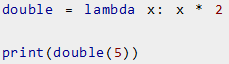 double = lambda x: x * 2
print(double(5))